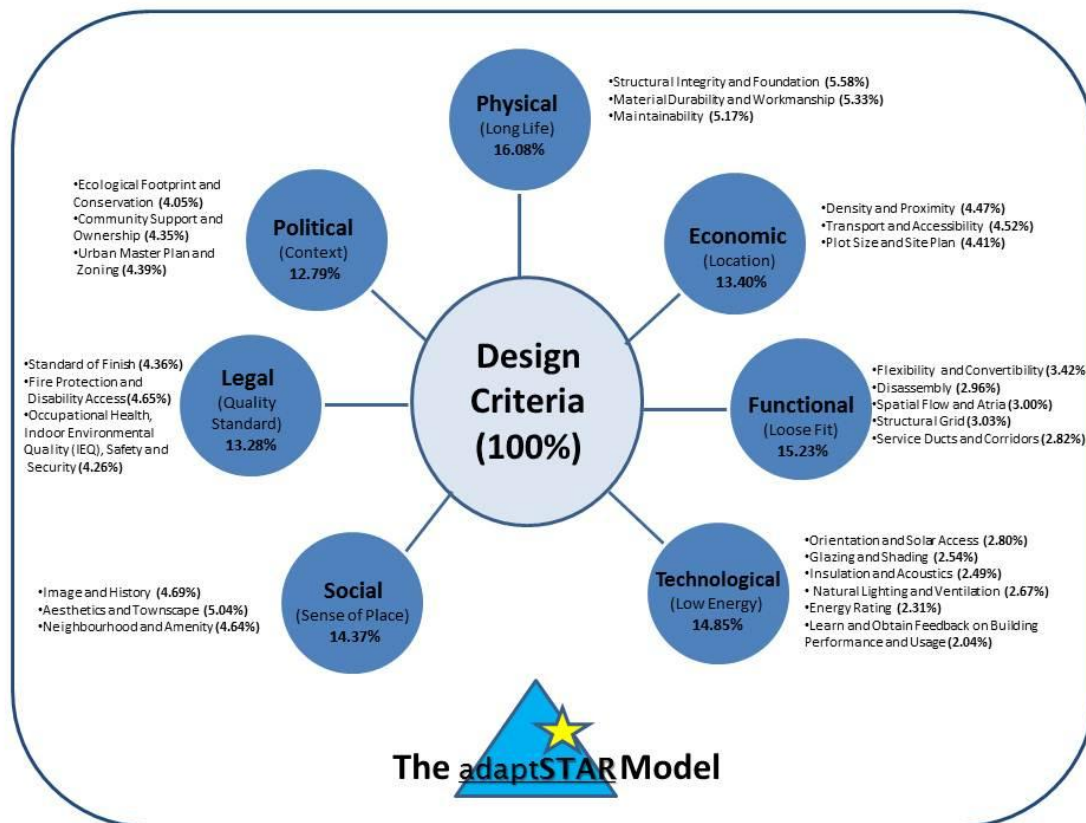 Physical
(Long Life)
16.08%
•Structural Integrity and Foundation (5.58%)
•Material Durability and Workmanship (5.33%)
•Maintainability (5.17%)
•Ecological Footprint and
Conservation (4.05%)
•Community Support and
Ownership (4.35%)
•Urban Master Plan and
Zoning (4.39%)
Political
(Context)
12.79%
Economic
(Location)
13.40%
•Density and Proximity (4.47%)
•Transport and Accessibility (4.52%)
•Plot Size and Site Plan (4.41%)
•Standard of Finish (4.36%)
•Fire Protection and
Disability Access(4.65%)
•Occupational Health,
Indoor Environmental
Quality (IEQ), Safety and
Security (4.26%)
Legal
(Quality
Standard)
13.28%
Design
Criteria
(100%)
Functional
(Loose Fit)
15.23%
•Flexibility and Convertibility (3.42%
•Disassembly (2.96%)
•Spatial Flow and Atria (3.00%)
•Structural Grid (3.03%)
•Service Ducts and Corridors (2.82%)
•Image and History (4.69%)
•Aesthetics and Townscape (5.04%)
•Neighbourhood and Amenity (4.64%)
Social
(Sense of Place)
14.37%
Technological
(Low Energy)
14.85%
•Orientation and Solar Access (2.80%)
•Glazing and Shading (2.54%)
•Insulation and Acoustics (2.49%)
•Natural Lighting and Ventilation (2.67%)
•Energy Rating (2.31%)
•Learn and Obtain Feedback on Building
Performance and Usage (2.04%)
The adaptSTAR Model